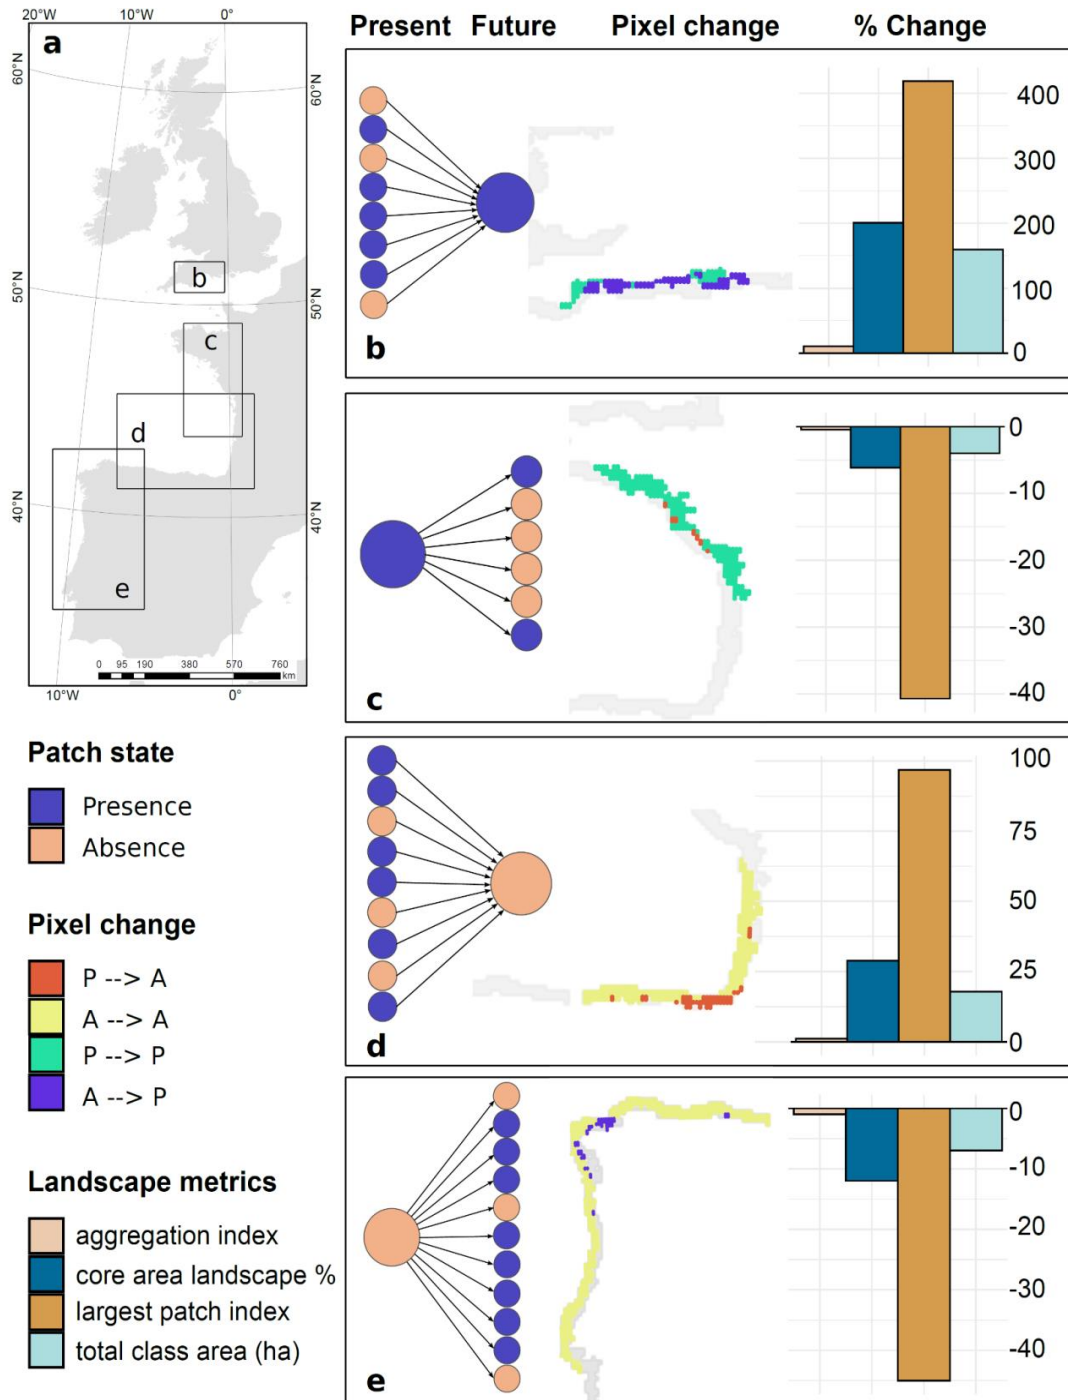 20°W 10°W 0°
a
60°N
60°N
50°N
50°N
40°N
40°N
b
c
d
e
0 95 190 380 570 760
km
10°W 0°
Patch state
Presence
Absence
Pixel change
P --> A
A --> A
P --> P
A --> P
Landscape metrics
aggregation index
core area landscape %
largest patch index
total class area (ha)
Present Future Pixel change % Change
400
300
200
100
0
b
0
-10
-20
-30
-40
c
100
75
50
25
0
d
0
-10
-20
-30
-40
e